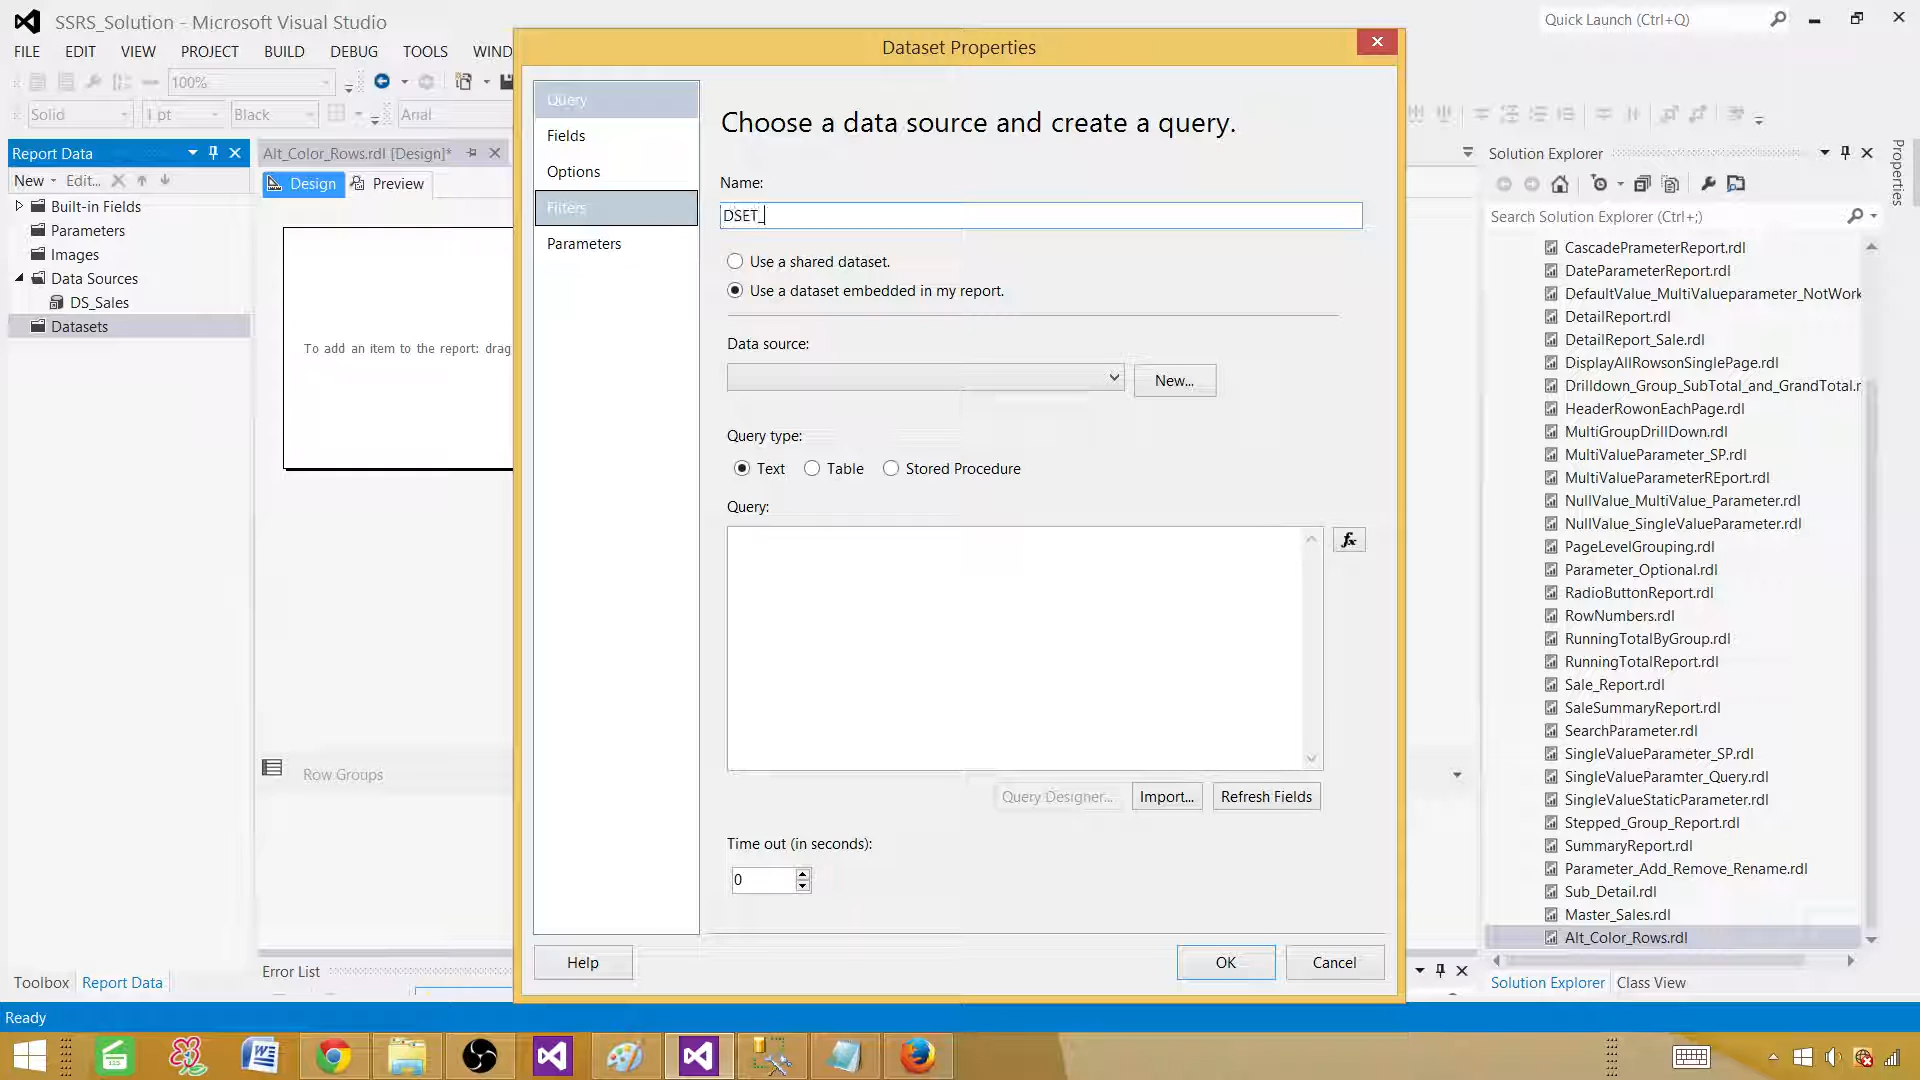 SSRS_Solution - Microsoft Visual Studio
Quick Launch (Ctrl+Q)
FILE EDIT VIEW PROJECT BUILD DEBUG TOOLS WIND
100%
Solid 1 pt Black Arial
Report Data
New Edit...
Built-in Fields
Parameters
Images
Data Sources
DS_Sales
Datasets
Toolbox Report Data
Alt_Color_Rows.rdl [Design]*
Design Preview
To add an item to the report: drag
Row Groups
Error List
Dataset Properties
Query
Fields
Options
Filters
Parameters
Choose a data source and create a query.
Name:
DSET_
Use a shared dataset.
Use a dataset embedded in my report.
Data source:
New...
Query type:
Text Table Stored Procedure
Query:
fx
Query Designer... Import... Refresh Fields
Time out (in seconds):
0
Help OK Cancel
Solution Explorer
Properties
Search Solution Explorer (Ctrl+;)
CascadePrameterReport.rdl
DateParameterReport.rdl
DefaultValue_MultiValueparameter_NotWork
DetailReport.rdl
DetailReport_Sale.rdl
DisplayAllRowsonSinglePage.rdl
Drilldown_Group_SubTotal_and_GrandTotal.r
HeaderRowonEachPage.rdl
MultiGroupDrillDown.rdl
MultiValueParameter_SP.rdl
MultiValueParameterREport.rdl
NullValue_MultiValue_Parameter.rdl
NullValue_SingleValueParameter.rdl
PageLevelGrouping.rdl
Parameter_Optional.rdl
RadioButtonReport.rdl
RowNumbers.rdl
RunningTotalByGroup.rdl
RunningTotalReport.rdl
Sale_Report.rdl
SaleSummaryReport.rdl
SearchParameter.rdl
SingleValueParameter_SP.rdl
SingleValueParamter_Query.rdl
SingleValueStaticParameter.rdl
Stepped_Group_Report.rdl
SummaryReport.rdl
Parameter_Add_Remove_Rename.rdl
Sub_Detail.rdl
Master_Sales.rdl
Alt_Color_Rows.rdl
Solution Explorer Class View
Ready